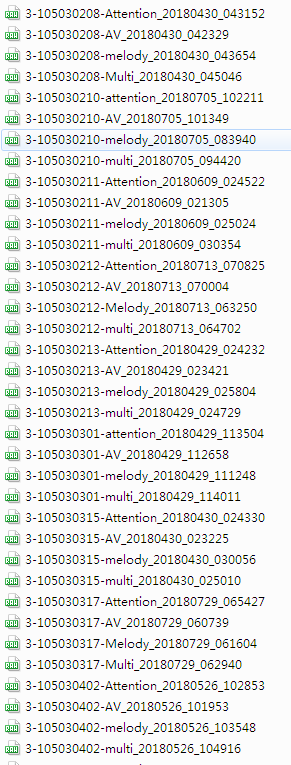 3-105030208-Attention_20180430_043152
3-105030208-AV_20180430_042329
3-105030208-melody_20180430_043654
3-105030208-Multi_20180430_045046
3-105030210-attention_20180705_102211
3-105030210-AV_20180705_101349
3-105030210-melody_20180705_083940
3-105030210-multi_20180705_094420
3-105030211-Attention_20180609_024522
3-105030211-AV_20180609_021305
3-105030211-melody_20180609_025024
3-105030211-multi_20180609_030354
3-105030212-Attention_20180713_070825
3-105030212-AV_20180713_070004
3-105030212-Melody_20180713_063250
3-105030212-multi_20180713_064702
3-105030213-Attention_20180429_024232
3-105030213-AV_20180429_023421
3-105030213-melody_20180429_025804
3-105030213-multi_20180429_024729
3-105030301-attention_20180429_113504
3-105030301-AV_20180429_112658
3-105030301-melody_20180429_111248
3-105030301-multi_20180429_114011
3-105030315-Attention_20180430_024330
3-105030315-AV_20180430_023225
3-105030315-melody_20180430_030056
3-105030315-multi_20180430_025010
3-105030317-Attention_20180729_065427
3-105030317-AV_20180729_060739
3-105030317-Melody_20180729_061604
3-105030317-Multi_20180729_062940
3-105030402-Attention_20180526_102853
3-105030402-AV_20180526_101953
3-105030402-melody_20180526_103548
3-105030402-multi_20180526_104916